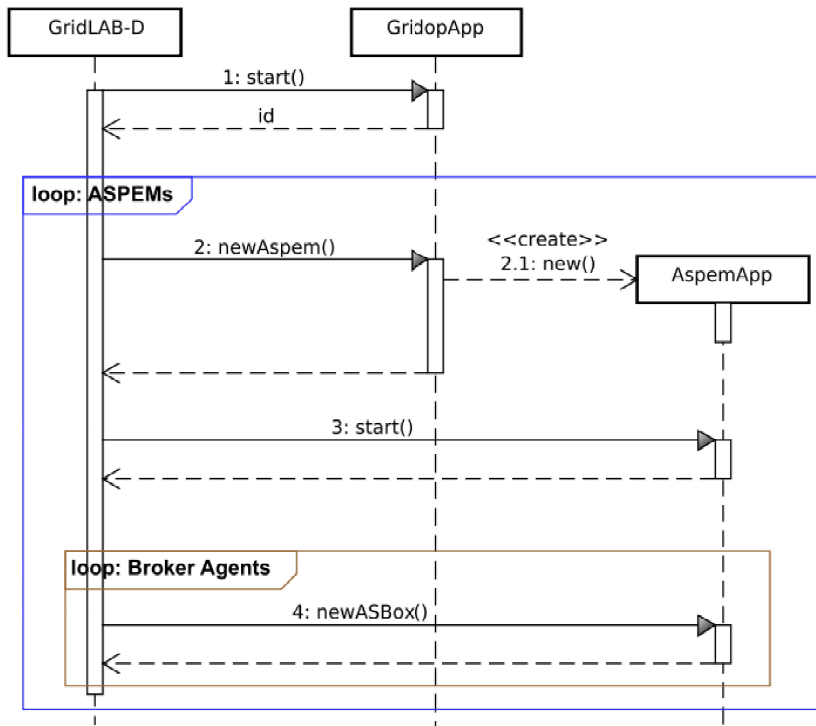 GridLAB-D
GridopApp
1: start()
id
loop: ASPEMs
2: newAspem()
<<create>>
2.1: new()
AspemApp
3: start()
loop: Broker Agents
4: newASBox()